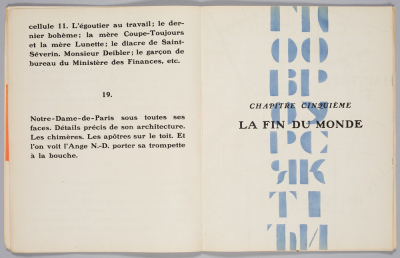 cellule 11. L'égoutier au travail; le der-
nier bohème; la mère Coupe-Toujours
et la mère Lunette; le diacre de Saint-
Séverin. Monsieur Deibler; le garçon de
bureau du Ministère des Finances, etc.
19.
Notre-Dame-de-Paris sous toutes ses
faces. Détails précis de son architecture.
Les chimères. Les apôtres sur le toit. Et
l'on voit l'Ange N.-D. porter sa trompette
à la bouche.
CHAPITRE CINQUIÈME
LA FIN DU MONDE